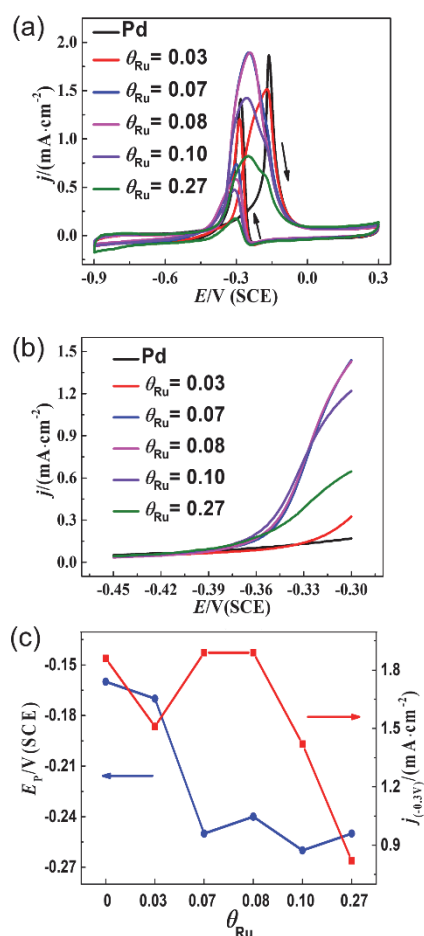 (a)
Pd
θRu = 0.03
θRu = 0.07
θRu = 0.08
θRu = 0.10
θRu = 0.27
j/(mA·cm-2)
2.0
1.5
1.0
0.5
0.0
-0.9 -0.6 -0.3 0.0 0.3
E/V (SCE)
(b)
Pd
θRu = 0.03
θRu = 0.07
θRu = 0.08
θRu = 0.10
θRu = 0.27
j/(mA·cm-2)
1.5
1.2
0.9
0.6
0.3
0.0
-0.45 -0.42 -0.39 -0.36 -0.33 -0.30
E/V(SCE)
(c)
EP/V(SCE)
-0.15
-0.18
-0.21
-0.24
-0.27
1.8
1.5
1.2
0.9
j(-0.3V)/(mA·cm-2)
0 0.03 0.07 0.08 0.10 0.27
θRu